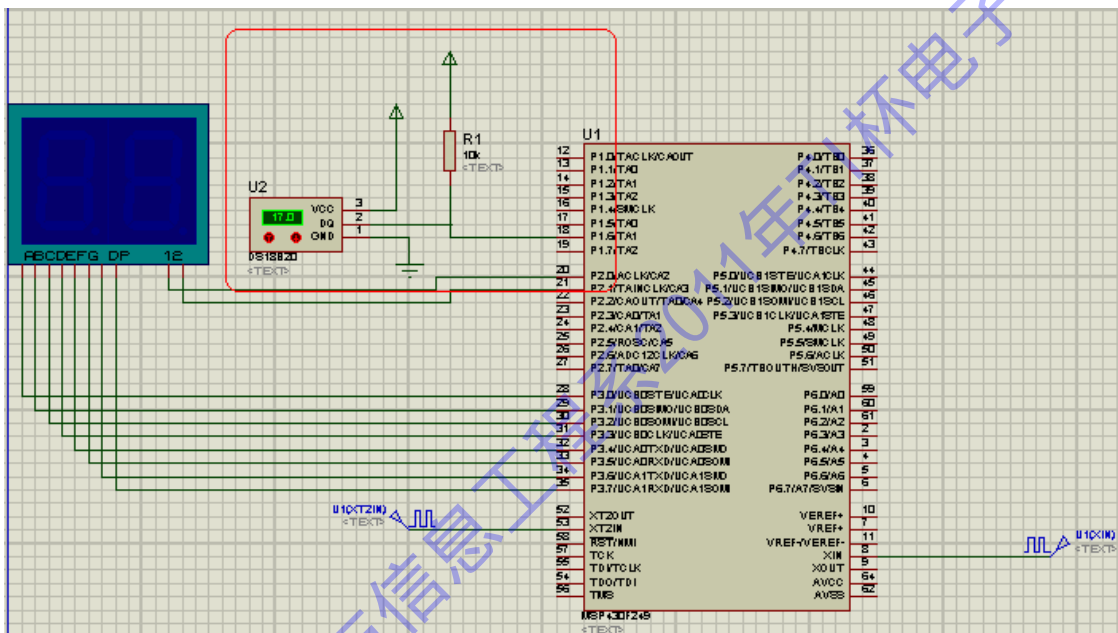 ABCDEFG DP
12
U2
17.0
VCC
DQ
GND
3
2
1
DS18B20
<TEXT>
R1
10k
<TEXT>
U1
12 P1.0/TACLK/CAOUT
13 P1.1/TA0
14 P1.2/TA1
15 P1.3/TA2
16 P1.4/SMCLK
17 P1.5/TA0
18 P1.6/TA1
19 P1.7/TA2
20 P2.0/ACLK/CA2
21 P2.1/TAINCLK/CA3
22 P2.2/CAOUT/TA0/CA4
23 P2.3/CA0/TA1
24 P2.4/CA1/TA2
25 P2.5/ROSC/CA5
26 P2.6/ADC12CLK/CA6
27 P2.7/TA0/CA7
28 P3.0/UCB0STE/UCA0CLK
29 P3.1/UCB0SIMO/UCB0SDA
30 P3.2/UCB0SOMI/UCB0SCL
31 P3.3/UCB0CLK/UCA0STE
32 P3.4/UCA0TXD/UCA0SIMO
33 P3.5/UCA0RXD/UCA0SOMI
34 P3.6/UCA1TXD/UCA1SIMO
35 P3.7/UCA1RXD/UCA1SOMI
52 XT2OUT
53 XT2IN
58 RST/NMI
57 TCK
55 TDI/TCLK
54 TDO/TDI
56 TMS
P4.0/TB0 36
P4.1/TB1 37
P4.2/TB2 38
P4.3/TB3 39
P4.4/TB4 40
P4.5/TB5 41
P4.6/TB6 42
P4.7/TBCLK 43
P5.0/UCB1STE/UCA1CLK 44
P5.1/UCB1SIMO/UCB1SDA 45
P5.2/UCB1SOMI/UCB1SCL 46
P5.3/UCB1CLK/UCA1STE 47
P5.4/MCLK 48
P5.5/SMCLK 49
P5.6/ACLK 50
P5.7/TBOUTH/SVSOUT 51
P6.0/A0 59
P6.1/A1 60
P6.2/A2 61
P6.3/A3 2
P6.4/A4 3
P6.5/A5 4
P6.6/A6 5
P6.7/A7/SVSIN 6
VEREF+ 10
VREF+ 7
VREF-/VEREF- 11
XIN 8
XOUT 9
AVCC 64
AVSS 62
MSP430F249
<TEXT>
U1(XT2IN)
<TEXT>
U1(XIN)
<TEXT>
信息工程系2011年TI杯电子